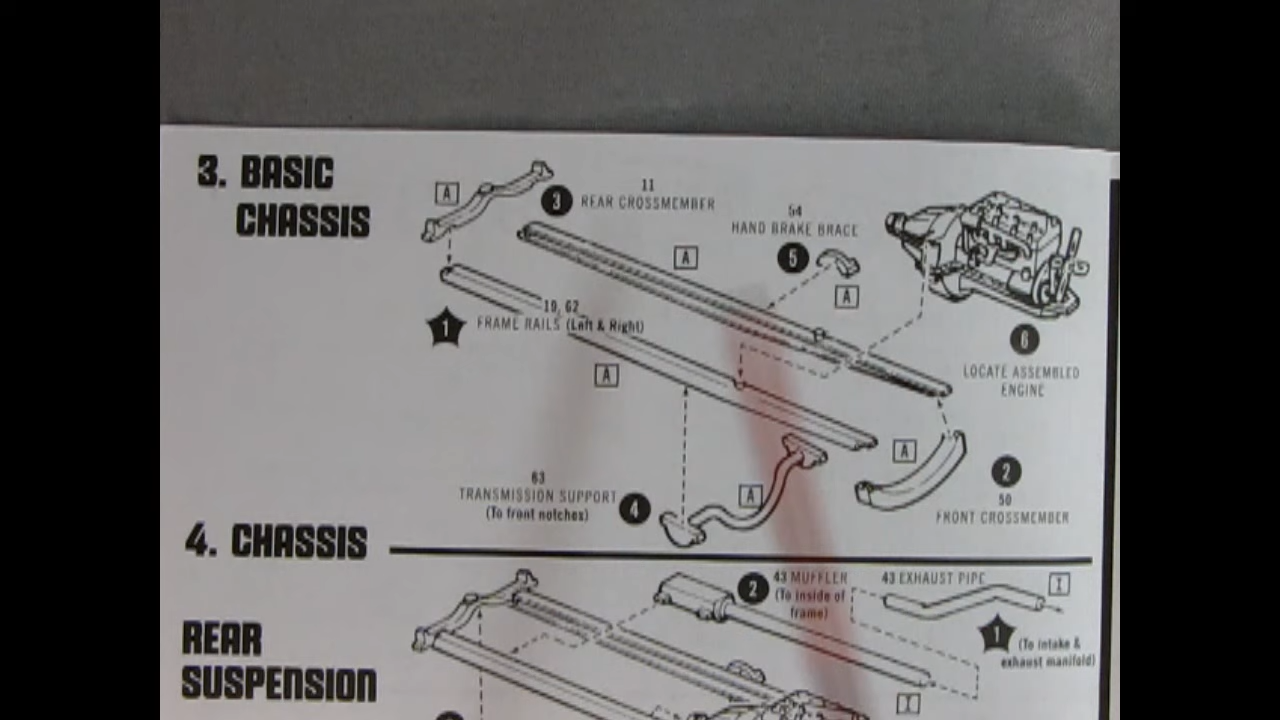 3. BASIC
CHASSIS
A
3
11
REAR CROSSMEMBER
54
HAND BRAKE BRACE
5
A
A
1
19, 62
FRAME RAILS (Left & Right)
A
6
LOCATE ASSEMBLED
ENGINE
63
TRANSMISSION SUPPORT
(To front notches)
4
A
A
2
50
FRONT CROSSMEMBER
4. CHASSIS
REAR
SUSPENSION
2
43 MUFFLER
(To inside of
frame)
43 EXHAUST PIPE
I
1
(To intake &
exhaust manifold)
I